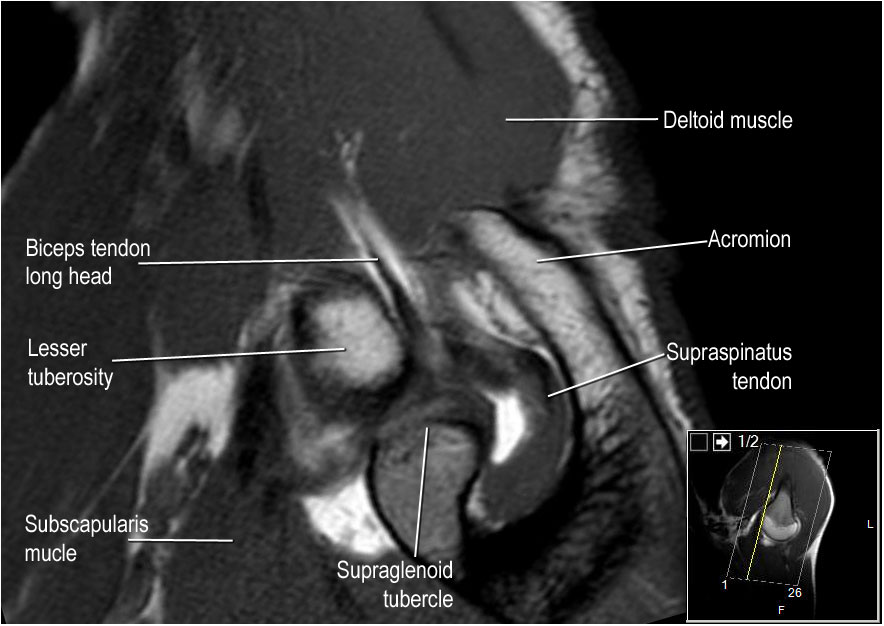 Deltoid muscle
Acromion
Biceps tendon
long head
Lesser
tuberosity
Supraspinatus
tendon
1/2
Subscapularis
mucle
L
Supraglenoid
tubercle
1
26
F